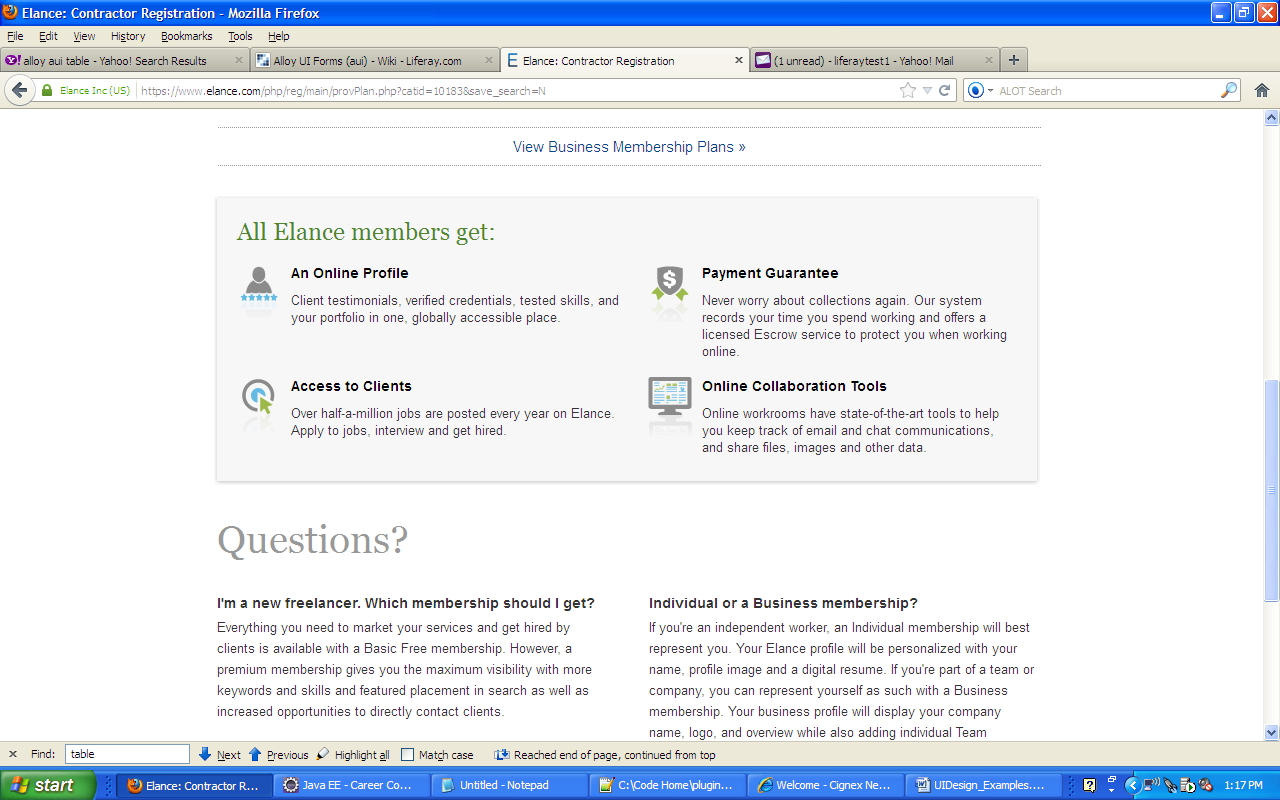 Elance: Contractor Registration - Mozilla Firefox
File Edit View History Bookmarks Tools Help
alloy aui table - Yahoo! Search Results
Alloy UI Forms (aui) - Wiki - Liferay.com
Elance: Contractor Registration
(1 unread) - liferaytest1 - Yahoo! Mail
Elance Inc (US) https://www.elance.com/php/reg/main/provPlan.php?catid=10183&save_search=N
ALOT Search
View Business Membership Plans »
All Elance members get:
An Online Profile
Client testimonials, verified credentials, tested skills, and
your portfolio in one, globally accessible place.
Payment Guarantee
Never worry about collections again. Our system
records your time you spend working and offers a
licensed Escrow service to protect you when working
online.
Access to Clients
Over half-a-million jobs are posted every year on Elance.
Apply to jobs, interview and get hired.
Online Collaboration Tools
Online workrooms have state-of-the-art tools to help
you keep track of email and chat communications,
and share files, images and other data.
Questions?
I'm a new freelancer. Which membership should I get?
Everything you need to market your services and get hired by
clients is available with a Basic Free membership. However, a
premium membership gives you the maximum visibility with more
keywords and skills and featured placement in search as well as
increased opportunities to directly contact clients.
Individual or a Business membership?
If you're an independent worker, an Individual membership will best
represent you. Your Elance profile will be personalized with your
name, profile image and a digital resume. If you're part of a team or
company, you can represent yourself as such with a Business
membership. Your business profile will display your company
name, logo, and overview while also adding individual Team
Find: table Next Previous Highlight all Match case Reached end of page, continued from top
start Elance: Contractor R... Java EE - Career Co... Untitled - Notepad C:\Code Home\plugin... Welcome - Cignex Ne... UIDesign_Examples.... 1:17 PM